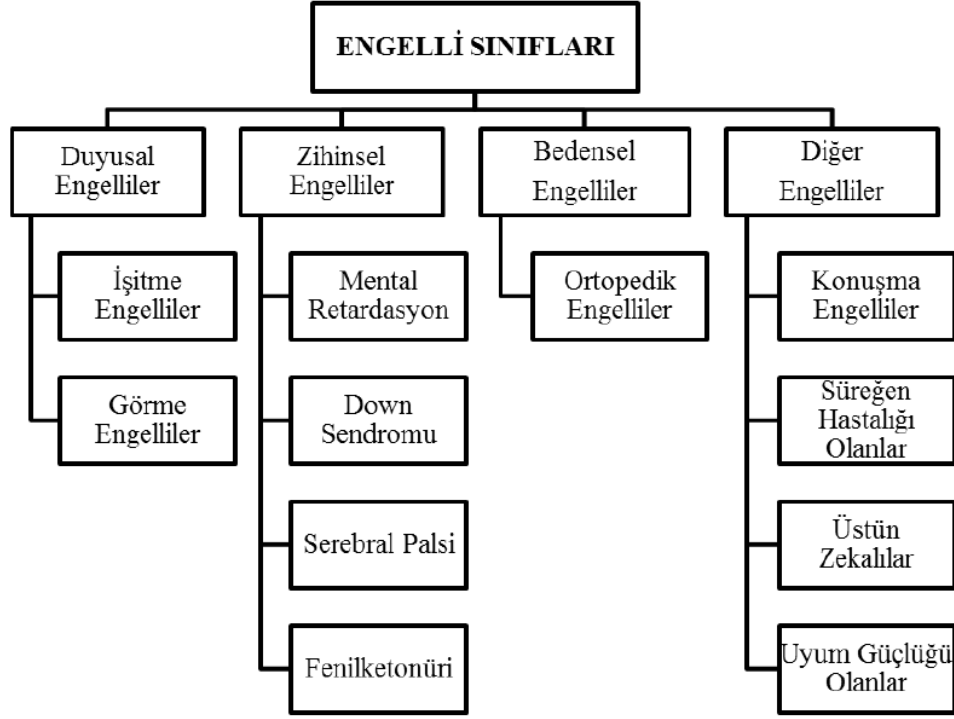 ENGELLİ SINIFLARI
Duyusal
Engelliler
İşitme
Engelliler
Görme
Engelliler
Zihinsel
Engelliler
Mental
Retardasyon
Down
Sendromu
Serebral Palsi
Fenilketonüri
Bedensel
Engelliler
Ortopedik
Engelliler
Diğer
Engelliler
Konuşma
Engelliler
Süreğen
Hastalığı
Olanlar
Üstün
Zekalılar
Uyum Güçlüğü
Olanlar